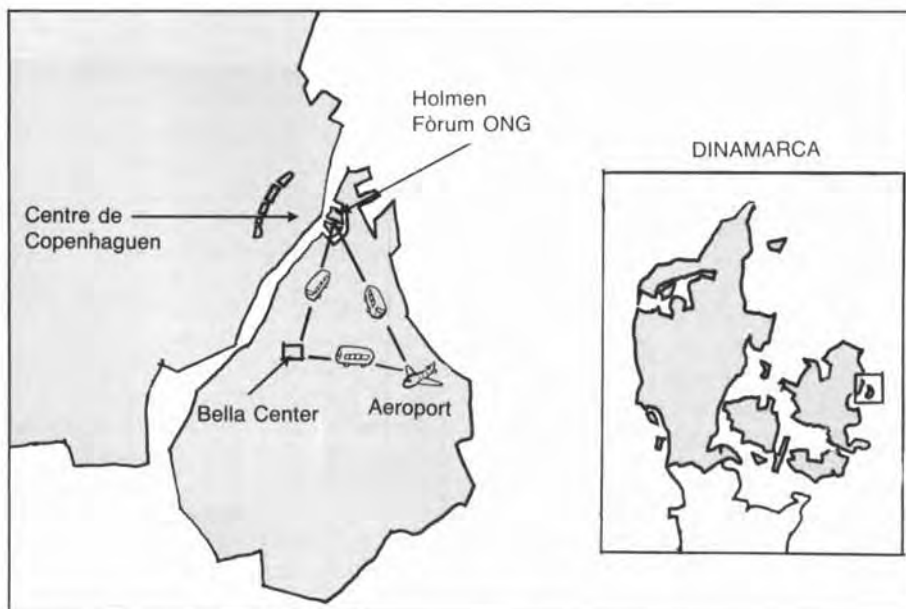 Holmen
Fòrum ONG
DINAMARCA
Centre de
Copenhaguen
Bella Center
Aeroport